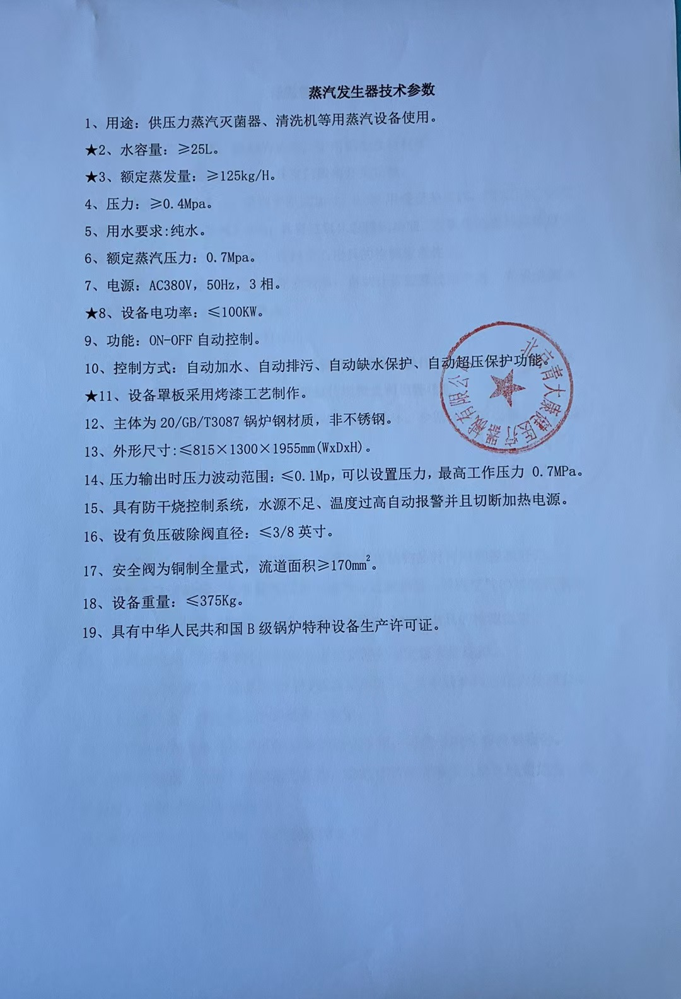 蒸汽发生器技术参数
1、用途：供压力蒸汽灭菌器、清洗机等用蒸汽设备使用。
★2、水容量：≥25L。
★3、额定蒸发量：≥125kg/H。
4、压力：≥0.4Mpa。
5、用水要求:纯水。
6、额定蒸汽压力：0.7Mpa。
7、电源：AC380V，50Hz，3相。
★8、设备电功率：≤100KW。
9、功能：ON-OFF自动控制。
10、控制方式：自动加水、自动排污、自动缺水保护、自动超压保护功能。
★11、设备罩板采用烤漆工艺制作。
12、主体为20/GB/T3087锅炉钢材质，非不锈钢。
13、外形尺寸:≤815×1300×1955mm(WxDxH)。
14、压力输出时压力波动范围：≤0.1Mp，可以设置压力，最高工作压力 0.7MPa。
15、具有防干烧控制系统，水源不足、温度过高自动报警并且切断加热电源。
16、设有负压破除阀直径：≤3/8英寸。
17、安全阀为铜制全量式，流道面积≥170mm²。
18、设备重量：≤375Kg。
19、具有中华人民共和国B级锅炉特种设备生产许可证。
北京青大康健医疗器械有限公司